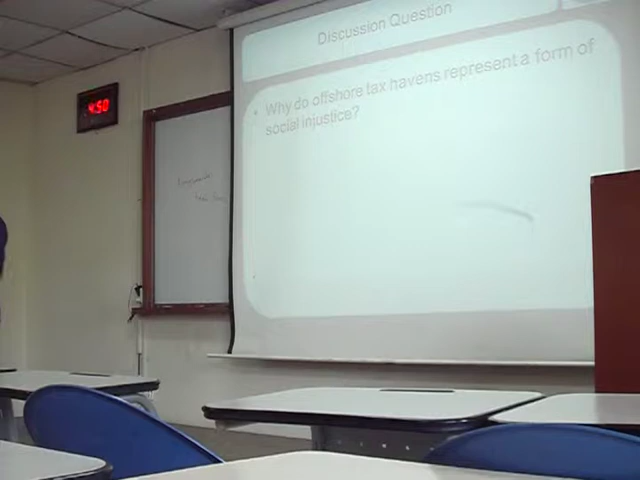 Discussion Question
• Why do offshore tax havens represent a form of
social injustice?
4:50